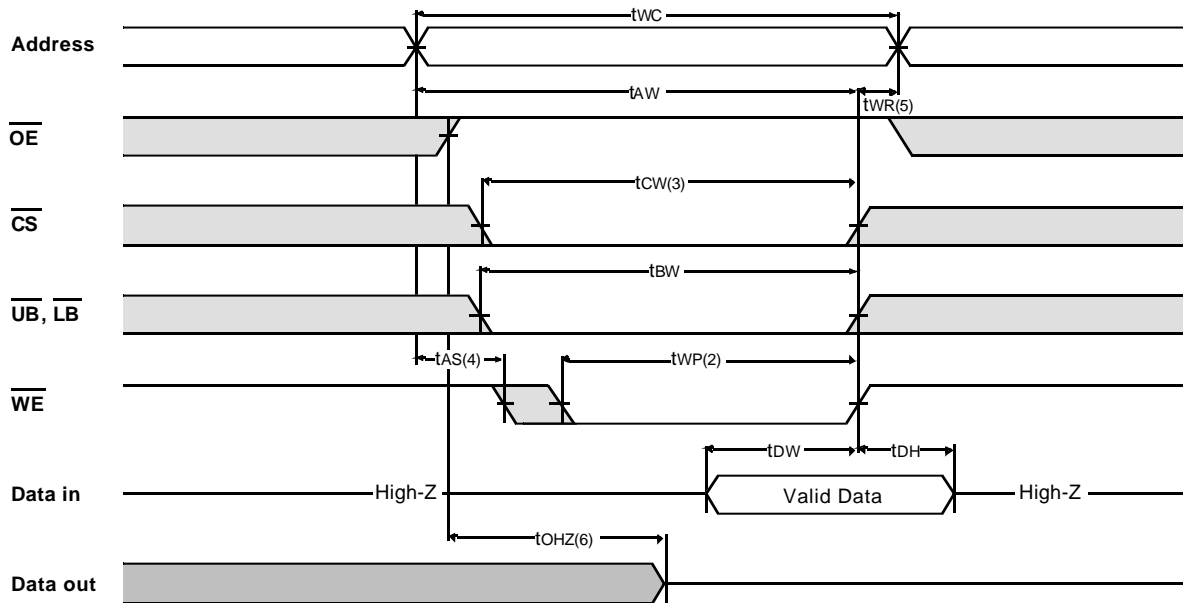 tWC
Address
tAW
tWR(5)
OE
tCW(3)
CS
tBW
UB, LB
tAS(4)
tWP(2)
WE
tDW
tDH
Data in
High-Z
Valid Data
High-Z
tOHZ(6)
Data out